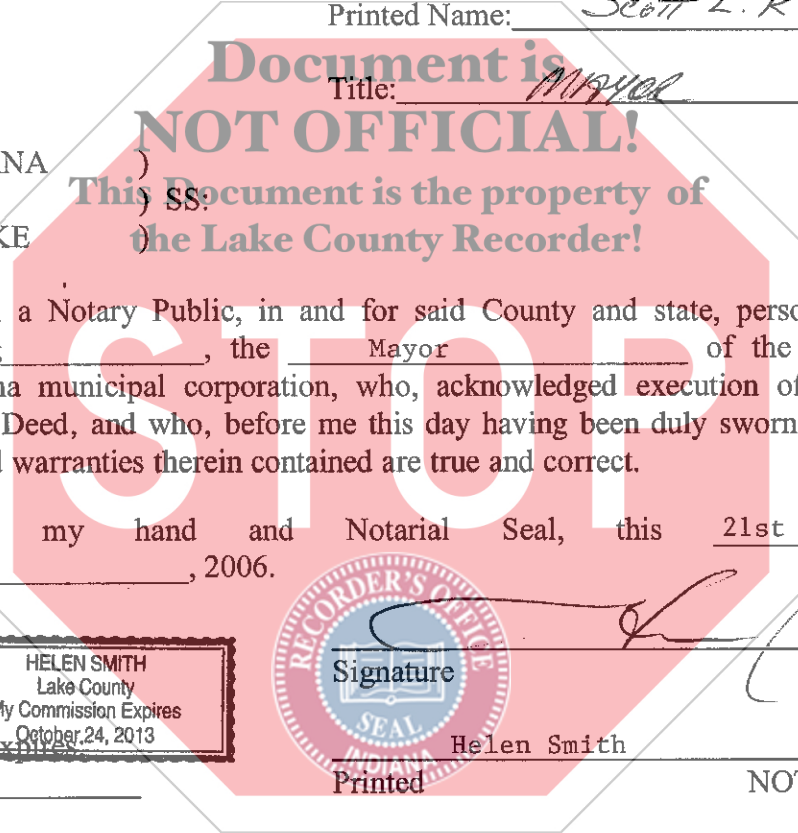 Printed Name: Scott L. R
Document is
Title: MAYOR
NOT OFFICIAL!
ANA )
This Document is the property of
) SS:
KE )
the Lake County Recorder!
a Notary Public, in and for said County and state, perso
, the Mayor of the
na municipal corporation, who, acknowledged execution of
Deed, and who, before me this day having been duly sworn
warranties therein contained are true and correct.
STOP
my hand and Notarial Seal, this 21st
, 2006.
RECORDER'S OFFICE
SEAL
INDIANA
HELEN SMITH
Lake County
My Commission Expires
October 24, 2013
xpires:
Signature
Helen Smith
Printed NOT